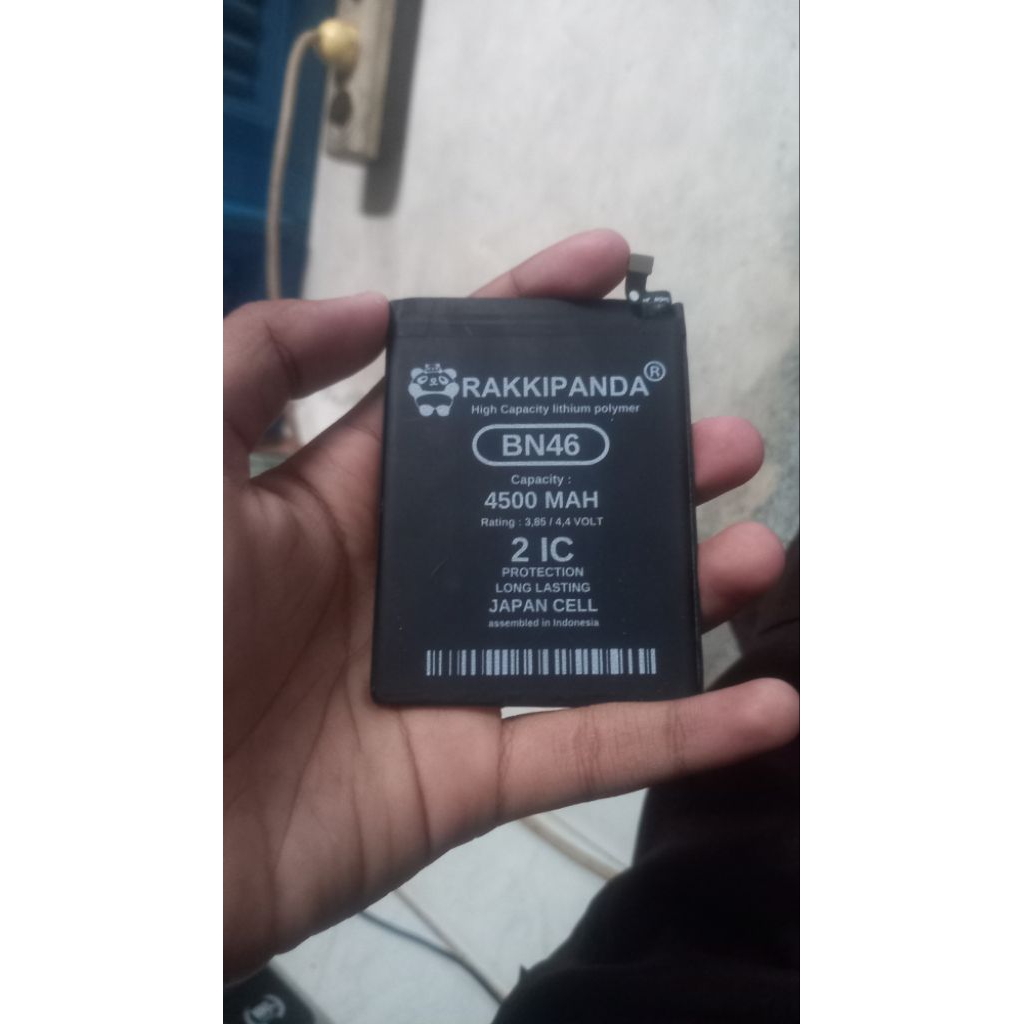 RAKKIPANDA®
High Capacity lithium polymer
BN46
Capacity :
4500 MAH
Rating : 3,85 / 4,4 VOLT
2 IC
PROTECTION
LONG LASTING
JAPAN CELL
assembled in Indonesia